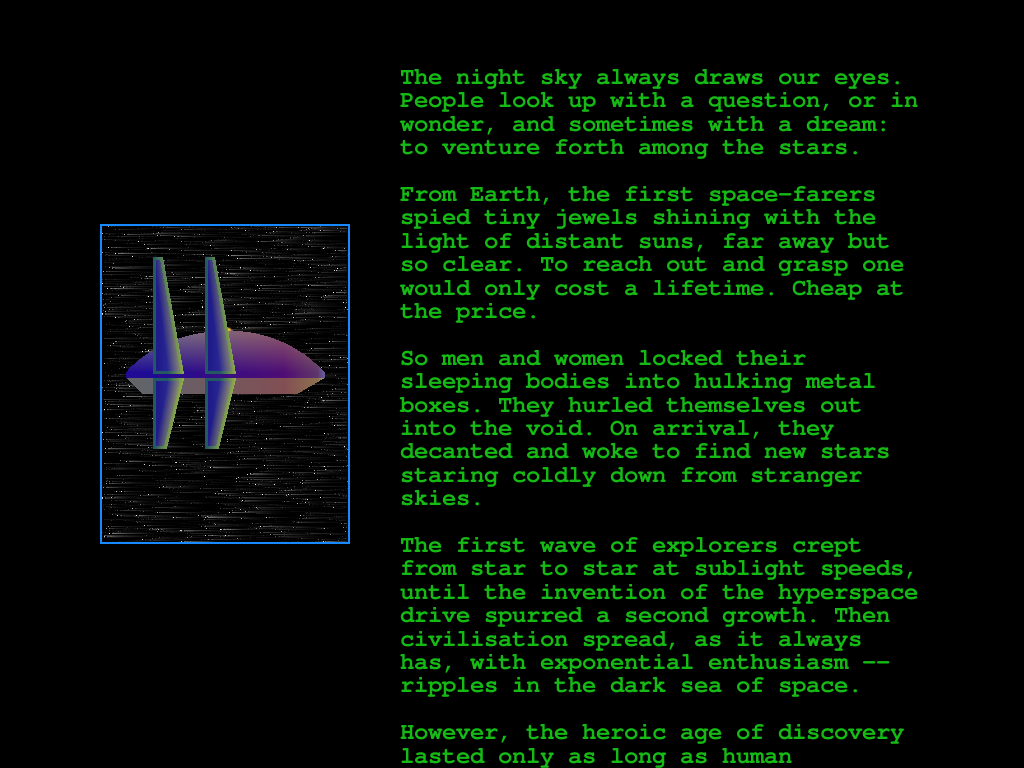 The night sky always draws our eyes.
People look up with a question, or in
wonder, and sometimes with a dream:
to venture forth among the stars.
From Earth, the first space-farers
spied tiny jewels shining with the
light of distant suns, far away but
so clear. To reach out and grasp one
would only cost a lifetime. Cheap at
the price.
So men and women locked their
sleeping bodies into hulking metal
boxes. They hurled themselves out
into the void. On arrival, they
decanted and woke to find new stars
staring coldly down from stranger
skies.
The first wave of explorers crept
from star to star at sublight speeds,
until the invention of the hyperspace
drive spurred a second growth. Then
civilisation spread, as it always
has, with exponential enthusiasm --
ripples in the dark sea of space.
However, the heroic age of discovery
lasted only as long as human